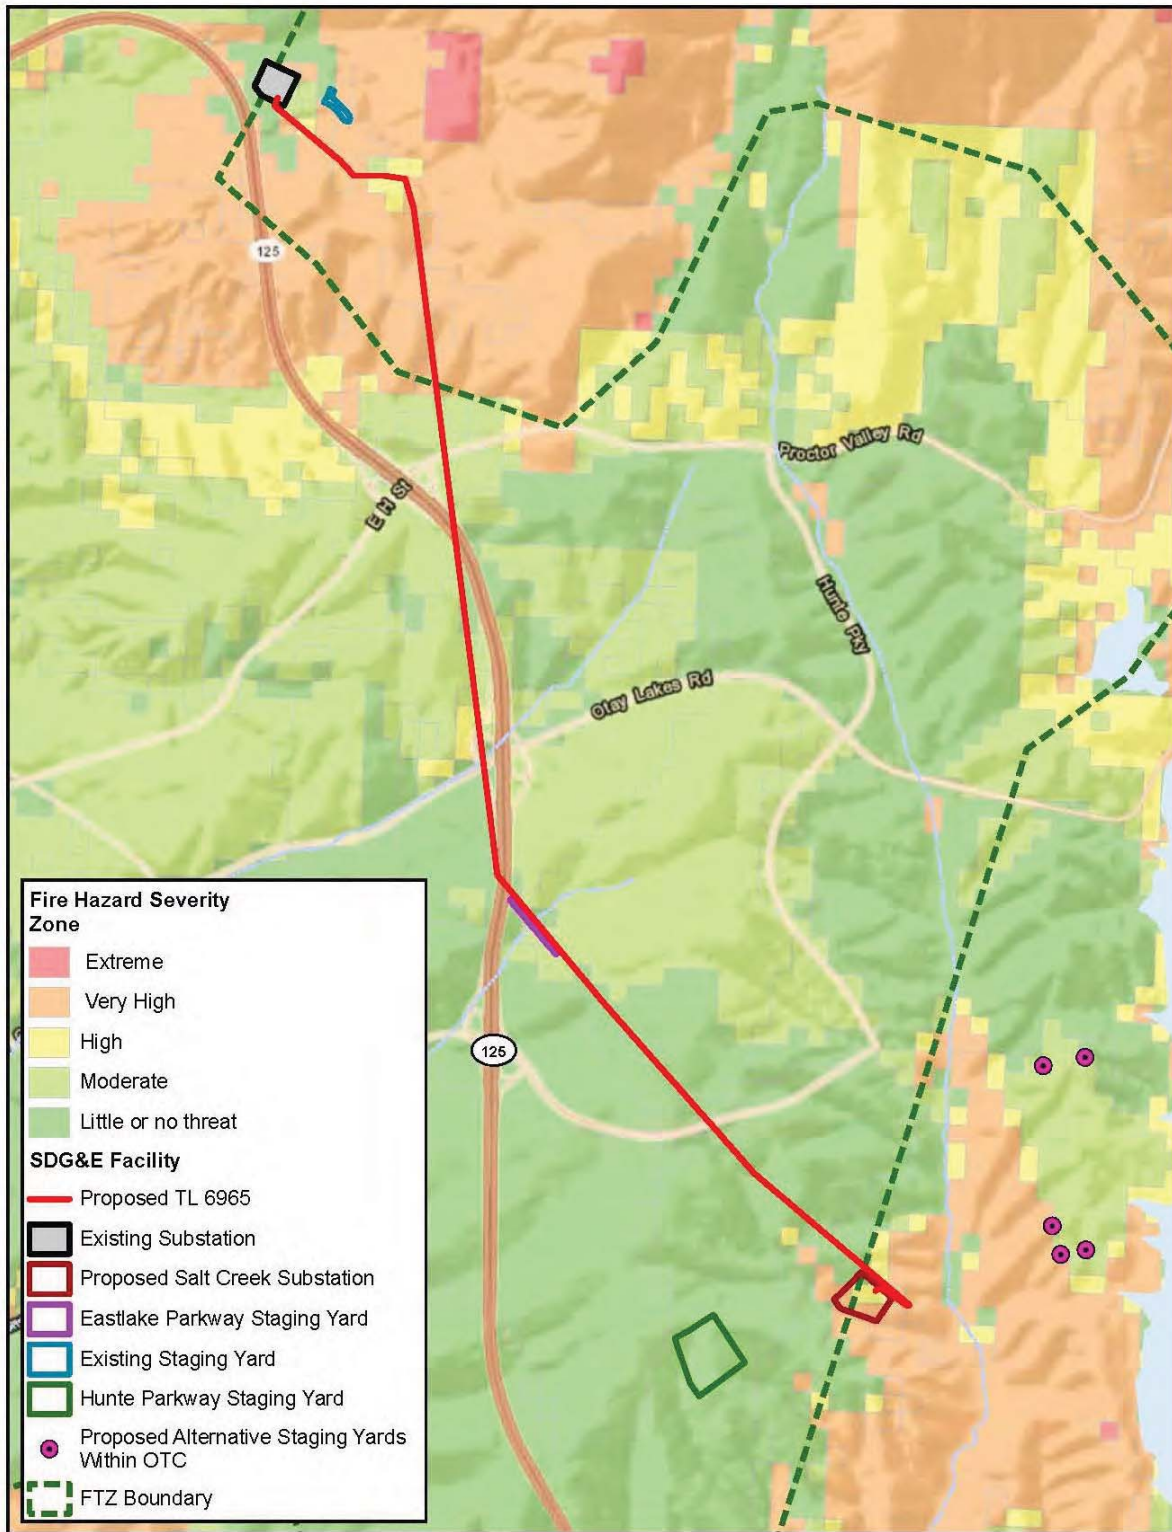 125
Proctor Valley Rd
E H St
Hunte Pky
Otay Lakes Rd
125
Fire Hazard Severity
Zone
Extreme
Very High
High
Moderate
Little or no threat
SDG&E Facility
Proposed TL 6965
Existing Substation
Proposed Salt Creek Substation
Eastlake Parkway Staging Yard
Existing Staging Yard
Hunte Parkway Staging Yard
Proposed Alternative Staging Yards
Within OTC
FTZ Boundary